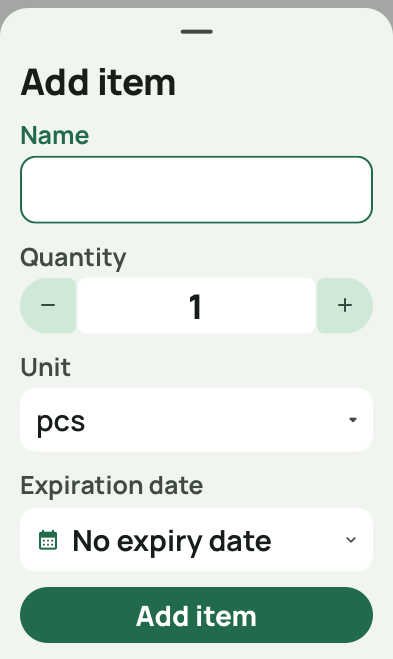 Add item
Name
Quantity
− 1 +
Unit
pcs
Expiration date
No expiry date
Add item